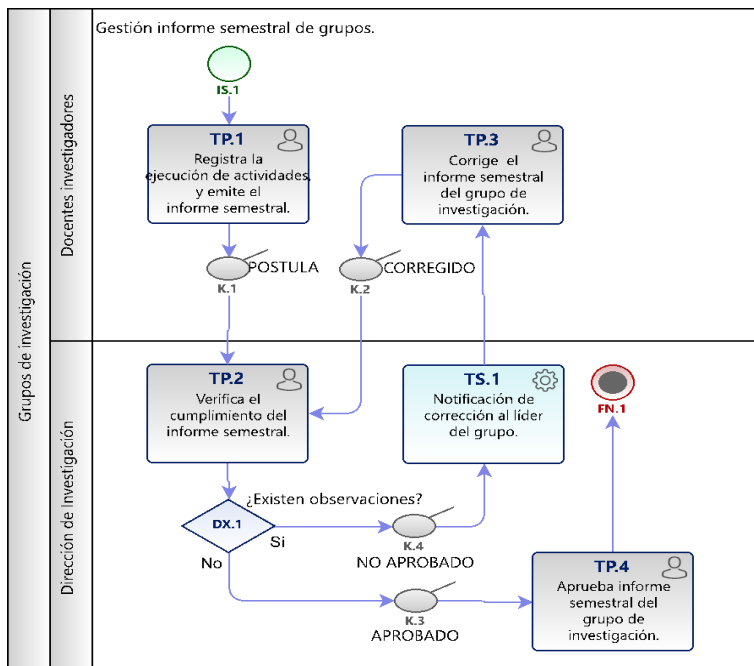 Gestión informe semestral de grupos.
Grupos de investigación
Docentes investigadores
IS.1
TP.1
Registra la
ejecución de actividades,
y emite el
informe semestral.
TP.3
Corrige el
informe semestral
del grupo de
investigación.
POSTULA
K.1
CORREGIDO
K.2
Dirección de Investigación
TP.2
Verifica el
cumplimiento del
informe semestral.
TS.1
Notificación de
corrección al líder
del grupo.
FN.1
¿Existen observaciones?
DX.1
Si
No
K.4
NO APROBADO
K.3
APROBADO
TP.4
Aprueba informe
semestral del
grupo de
investigación.